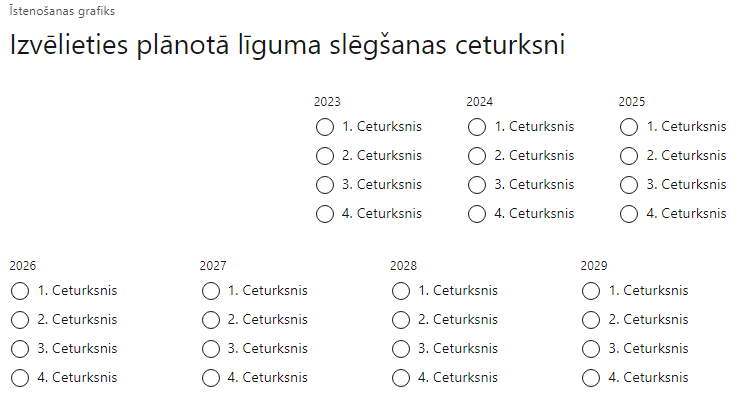 Īstenošanas grafiks
Izvēlieties plānotā līguma slēgšanas ceturksni
2023 2024 2025
1. Ceturksnis 1. Ceturksnis 1. Ceturksnis
2. Ceturksnis 2. Ceturksnis 2. Ceturksnis
3. Ceturksnis 3. Ceturksnis 3. Ceturksnis
4. Ceturksnis 4. Ceturksnis 4. Ceturksnis
2026 2027 2028 2029
1. Ceturksnis 1. Ceturksnis 1. Ceturksnis 1. Ceturksnis
2. Ceturksnis 2. Ceturksnis 2. Ceturksnis 2. Ceturksnis
3. Ceturksnis 3. Ceturksnis 3. Ceturksnis 3. Ceturksnis
4. Ceturksnis 4. Ceturksnis 4. Ceturksnis 4. Ceturksnis